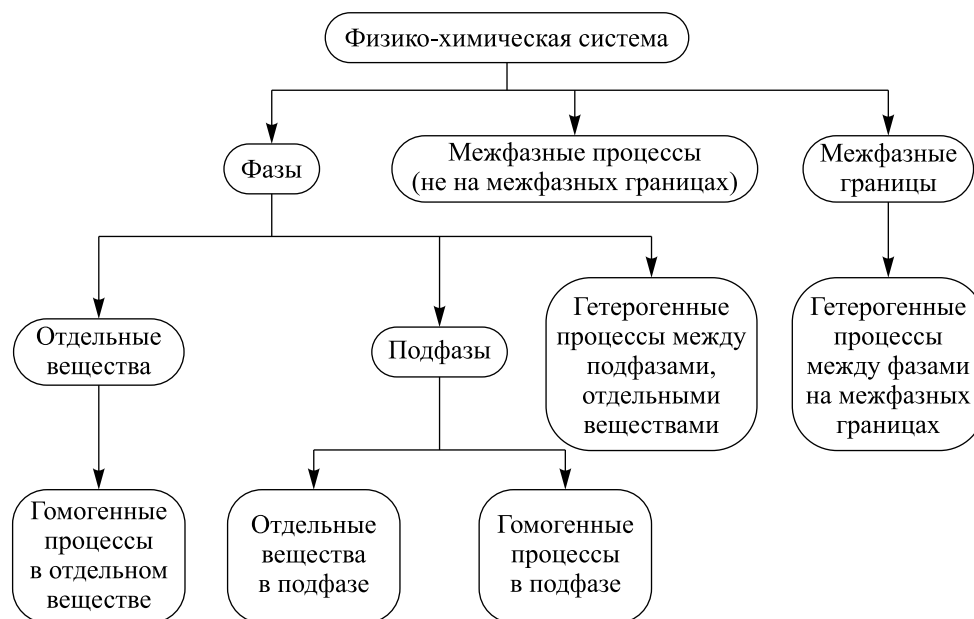 Физико-химическая система
Фазы
Межфазные процессы
(не на межфазных границах)
Межфазные
границы
Отдельные
вещества
Подфазы
Гетерогенные
процессы между
подфазами,
отдельными
веществами
Гетерогенные
процессы
между фазами
на межфазных
границах
Гомогенные
процессы
в отдельном
веществе
Отдельные
вещества
в подфазе
Гомогенные
процессы
в подфазе